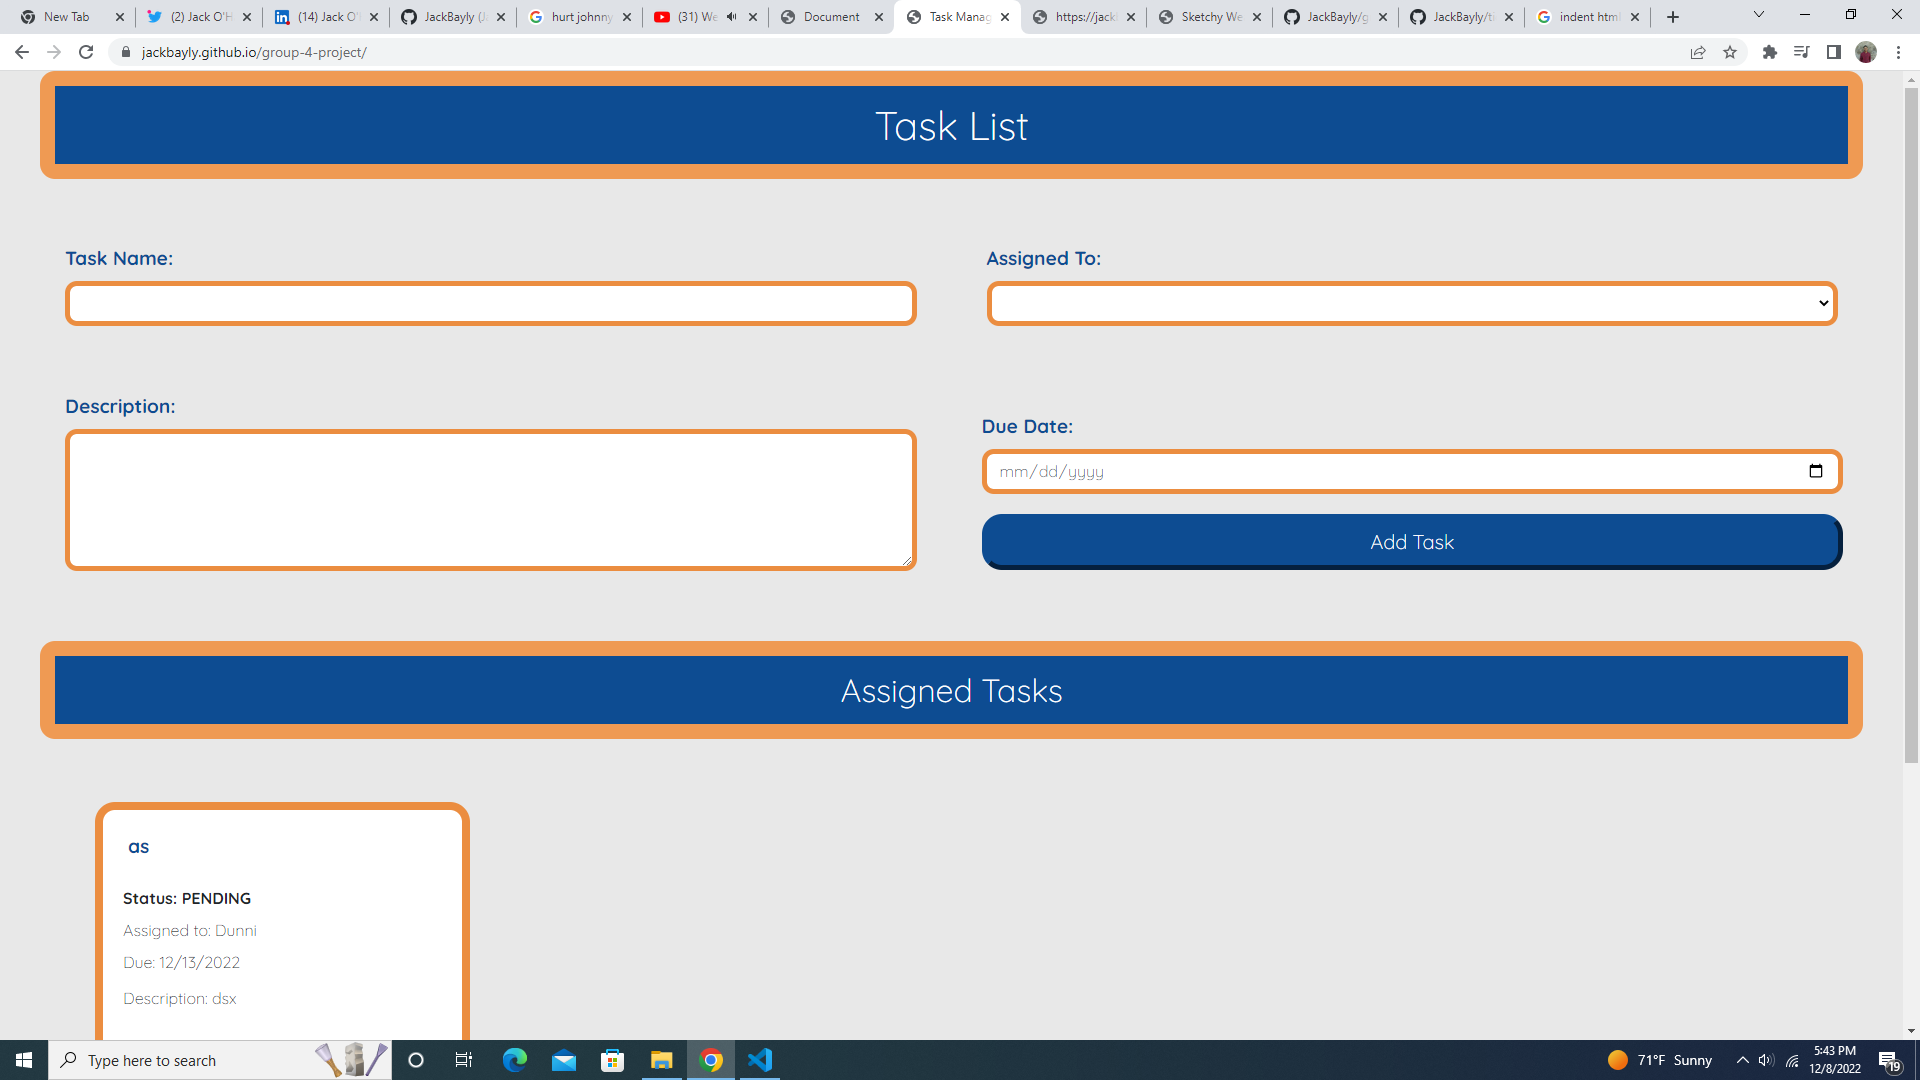 New Tab
(2) Jack O'H
(14) Jack O'
JackBayly (J
hurt johnny
(31) We
Document
Task Manag
https://jack
Sketchy We
JackBayly/g
JackBayly/ti
indent html
jackbayly.github.io/group-4-project/
Task List
Task Name:
Assigned To:
Description:
Due Date:
mm/dd/yyyy
Add Task
Assigned Tasks
as
Status: PENDING
Assigned to: Dunni
Due: 12/13/2022
Description: dsx
Type here to search
71°F Sunny
5:43 PM
12/8/2022
19